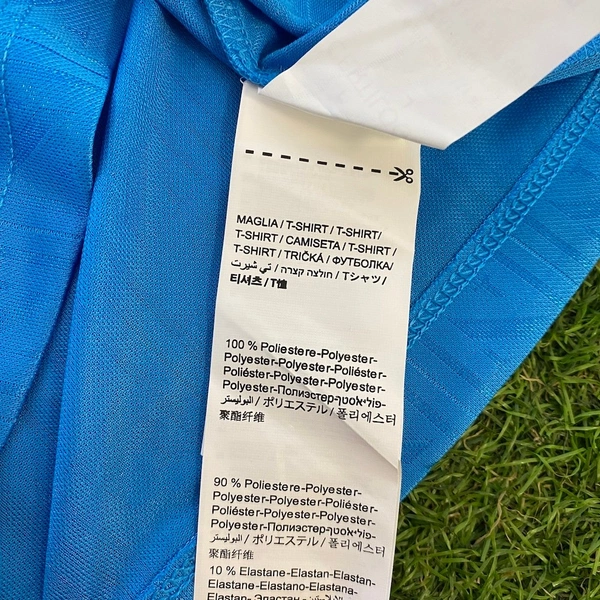 MAGLIA / T-SHIRT / T-SHIRT/
T-SHIRT / CAMISETA / T-SHIRT /
T-SHIRT / TRIČKÁ / ФУТБОЛКА/
תי شيرت / חולצה קצרה / Tシャツ /
티셔츠 / T恤
100 % Poliestere-Polyester-
Polyester-Polyester-Poliéster-
Poliéster-Polyester-Polyester-
Polyester-Полиэстер-פוליאסטר-
البوليستر / ポリエステル / 폴리에스터
聚酯纤维
90 % Poliestere-Polyester-
Polyester-Polyester-Poliéster-
Poliéster-Polyester-Polyester-
Polyester-Полиэстер-פוליאסטר-
البوليستر / ポリエステル / 폴리에스터
聚酯纤维
10 % Elastane-Elastan-Elastan-
Elastane-Elastano-Elastane-